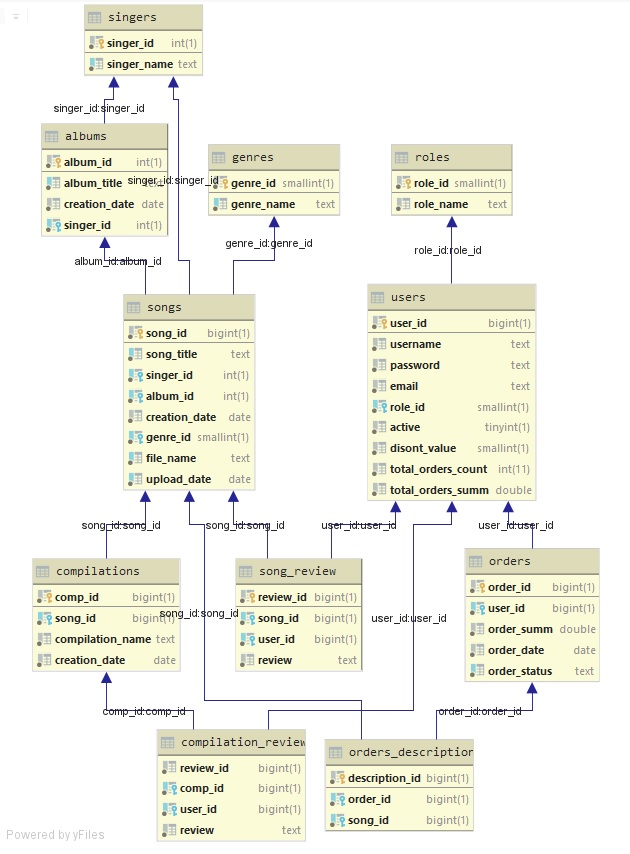 singers
singer_id int(1)
singer_name text
singer_id:singer_id
albums
album_id int(1)
album_title text
creation_date date
singer_id int(1)
singer_id:singer_id
genres
genre_id smallint(1)
genre_name text
roles
role_id smallint(1)
role_name text
album_id:album_id
genre_id:genre_id
role_id:role_id
songs
song_id bigint(1)
song_title text
singer_id int(1)
album_id int(1)
creation_date date
genre_id smallint(1)
file_name text
upload_date date
users
user_id bigint(1)
username text
password text
email text
role_id smallint(1)
active tinyint(1)
disont_value smallint(1)
total_orders_count int(11)
total_orders_summ double
song_id:song_id
song_id:song_id
user_id:user_id
user_id:user_id
compilations
comp_id bigint(1)
song_id bigint(1)
compilation_name text
creation_date date
song_id:song_id
song_review
review_id bigint(1)
song_id bigint(1)
user_id bigint(1)
review text
user_id:user_id
orders
order_id bigint(1)
user_id bigint(1)
order_summ double
order_date date
order_status text
comp_id:comp_id
order_id:order_id
compilation_review
review_id bigint(1)
comp_id bigint(1)
user_id bigint(1)
review text
orders_description
description_id bigint(1)
order_id bigint(1)
song_id bigint(1)
Powered by yFiles